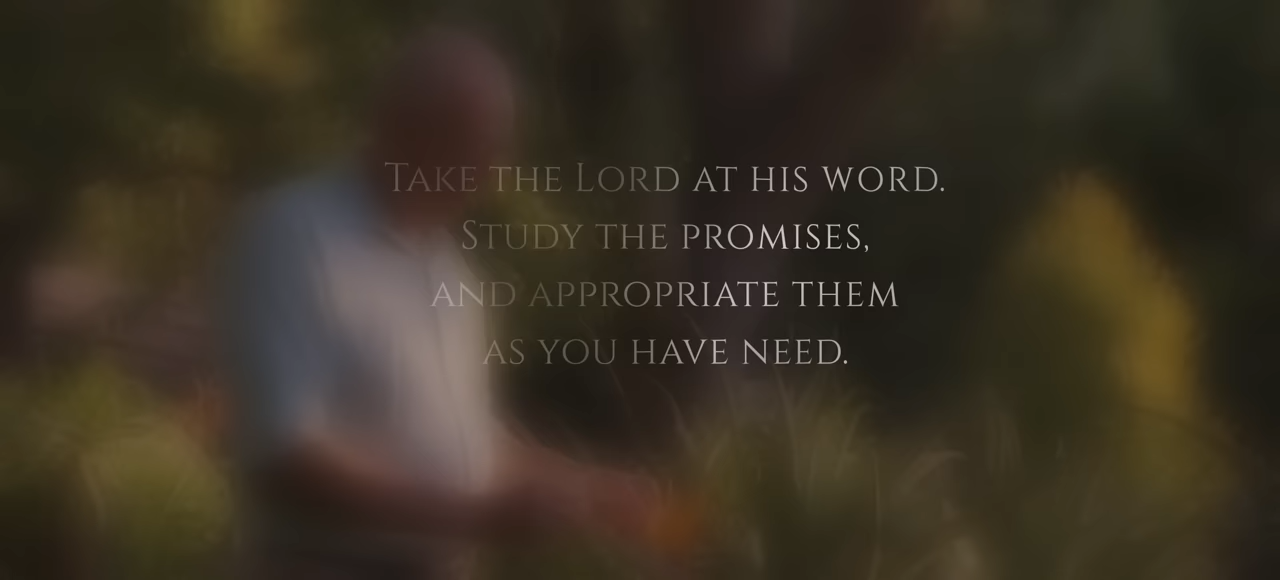 Take the Lord at his word.
Study the promises,
and appropriate them
as you have need.